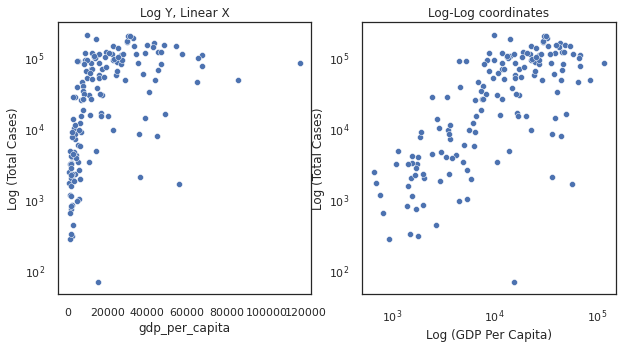 Log Y, Linear X
Log (Total Cases)
10^5
10^4
10^3
10^2
0 20000 40000 60000 80000 100000 120000
gdp_per_capita
Log-Log coordinates
Log (Total Cases)
10^5
10^4
10^3
10^2
10^3 10^4 10^5
Log (GDP Per Capita)